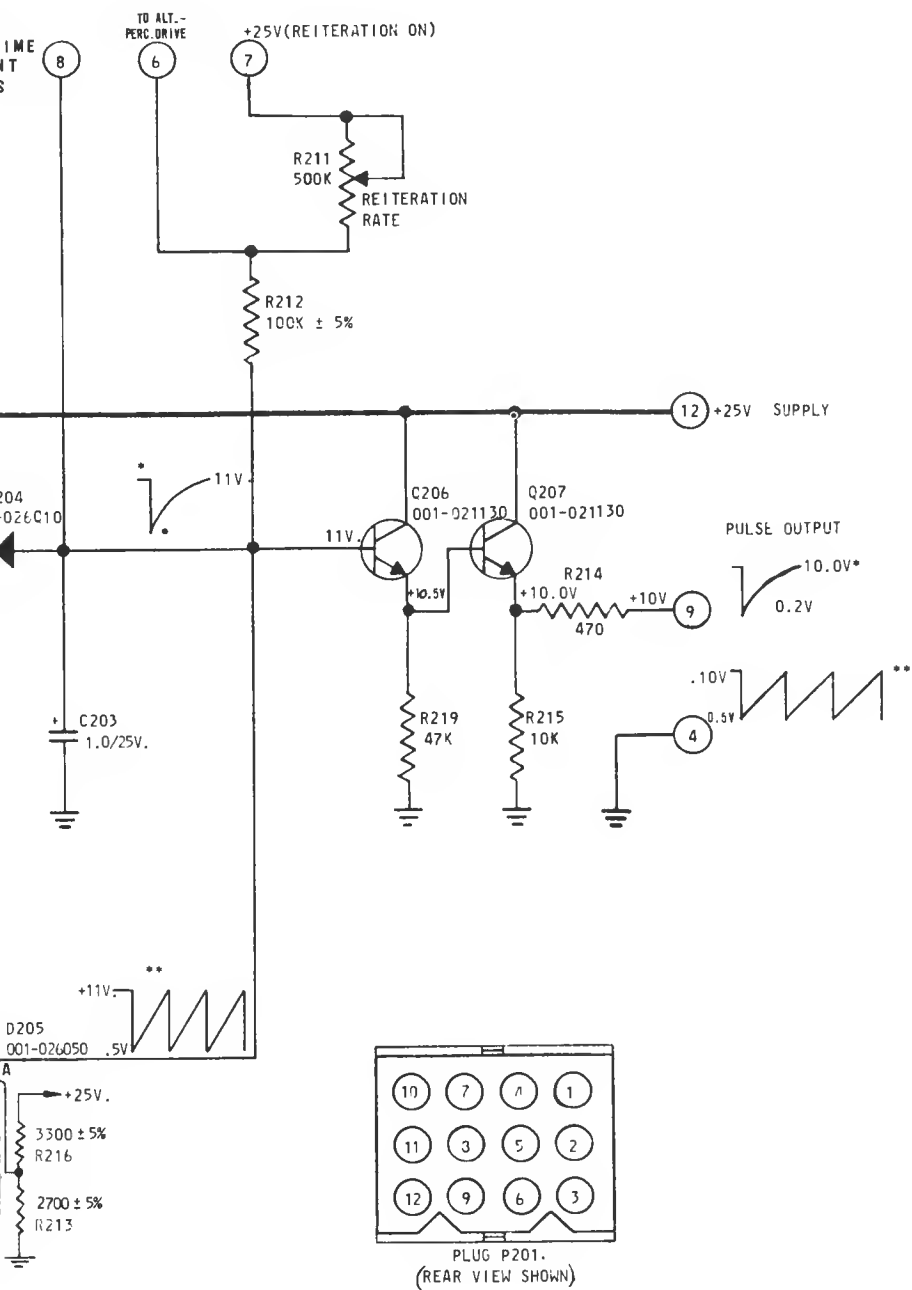 IME
NT
S
8
TO ALT.-
PERC.DRIVE
6
+25V(REITERATION ON)
7
R211
500K
REITERATION
RATE
R212
100K ± 5%
12
+25V SUPPLY
204
-026010
*
11V.
*
11V.
Q206
001-021130
Q207
001-021130
+10.5V
+10.0V
R214
470
+10V
9
PULSE OUTPUT
10.0V*
0.2V
.10V
0.5V
**
4
C203
1.0/25V.
+
R219
47K
R215
10K
**
+11V.
.5V
D205
001-026050
A
+25V.
3300 ± 5%
R216
2700 ± 5%
R213
10 7 4 1
11 8 5 2
12 9 6 3
PLUG P201.
(REAR VIEW SHOWN)